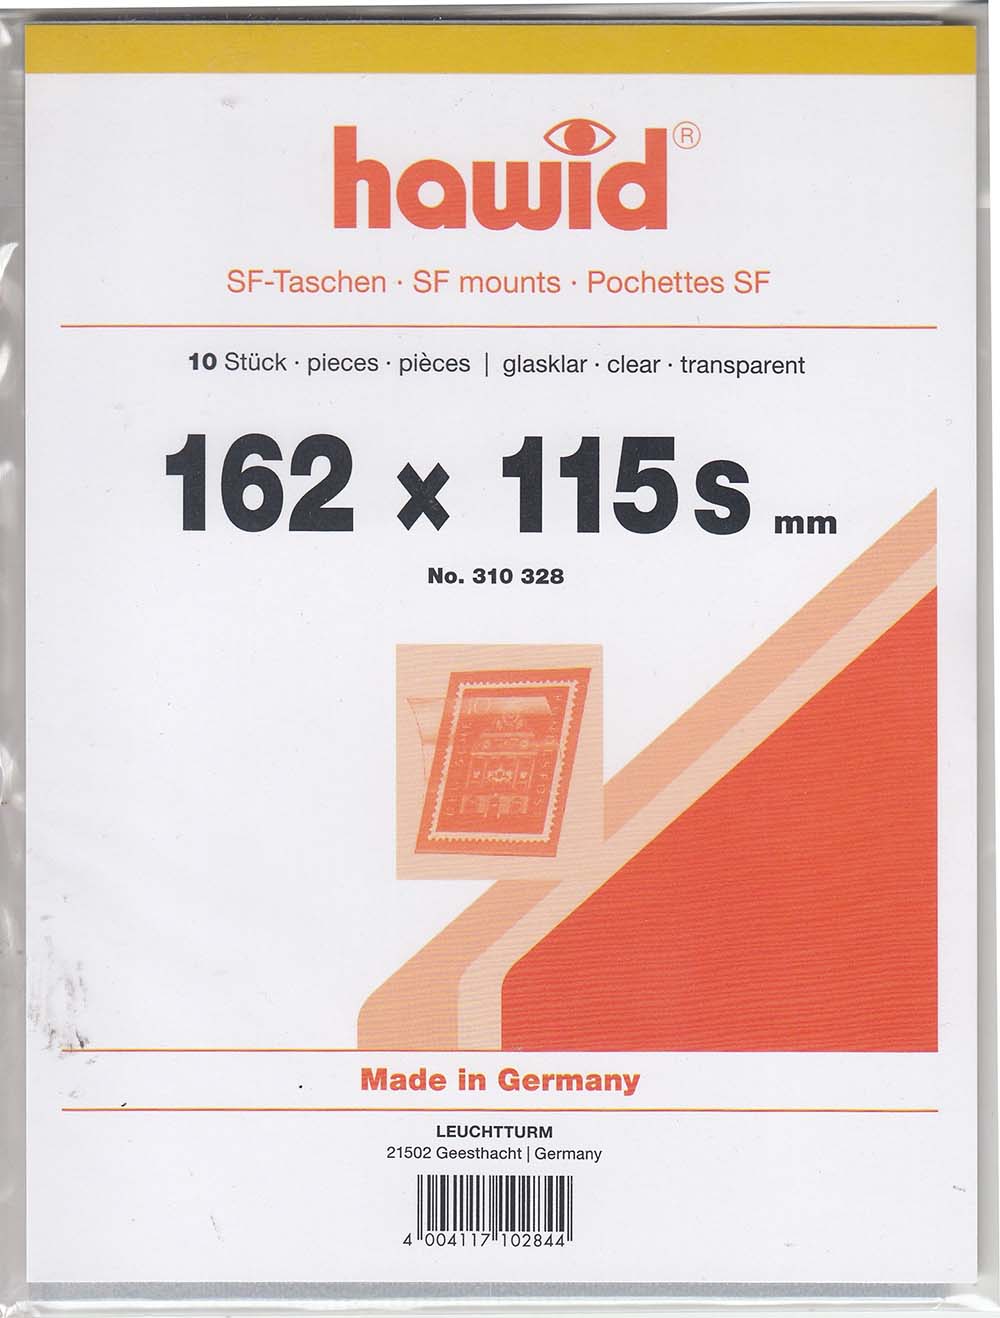 hawid®
SF-Taschen · SF mounts · Pochettes SF
10 Stück · pieces · pièces | glasklar · clear · transparent
162 x 115s mm
No. 310 328
Made in Germany
LEUCHTTURM
21502 Geesthacht | Germany
4 004117 102844